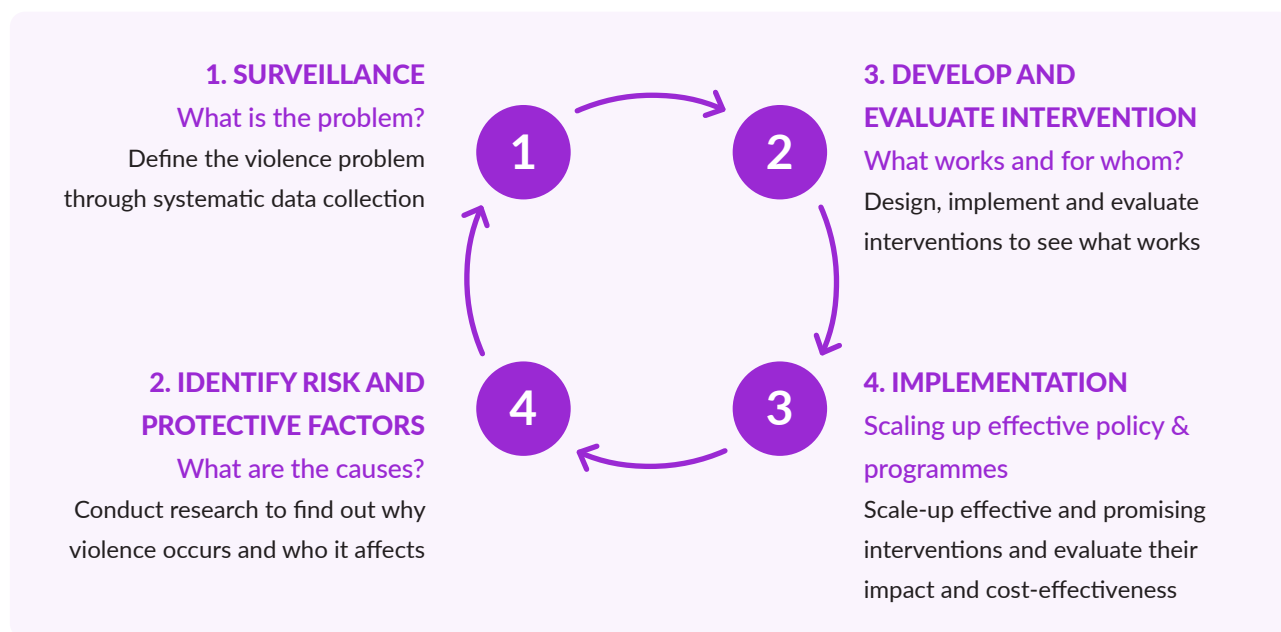 1. SURVEILLANCE
What is the problem?
Define the violence problem
through systematic data collection
1
2
3. DEVELOP AND
EVALUATE INTERVENTION
What works and for whom?
Design, implement and evaluate
interventions to see what works
2. IDENTIFY RISK AND
PROTECTIVE FACTORS
What are the causes?
Conduct research to find out why
violence occurs and who it affects
4
3
4. IMPLEMENTATION
Scaling up effective policy &
programmes
Scale-up effective and promising
interventions and evaluate their
impact and cost-effectiveness